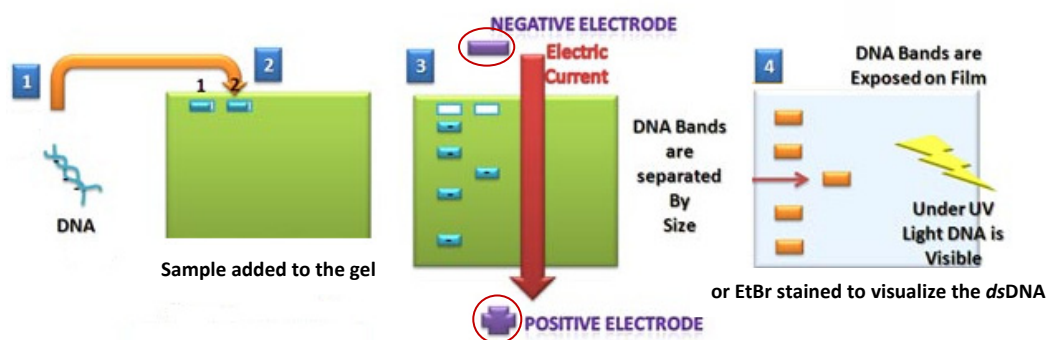 1
2
1 2
DNA
Sample added to the gel
3
NEGATIVE ELECTRODE
Electric
Current
DNA Bands
are
separated
By
Size
POSITIVE ELECTRODE
4
DNA Bands are
Exposed on Film
Under UV
Light DNA is
Visible
or EtBr stained to visualize the dsDNA